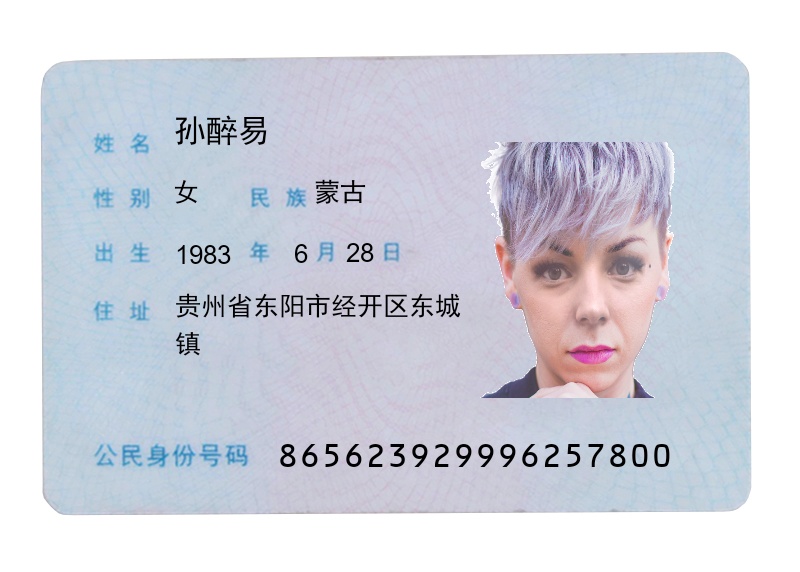 姓名 孙醉易
性别 女 民族 蒙古
出生 1983 年 6 月 28 日
住址 贵州省东阳市经开区东城
镇
公民身份号码 865623929996257800